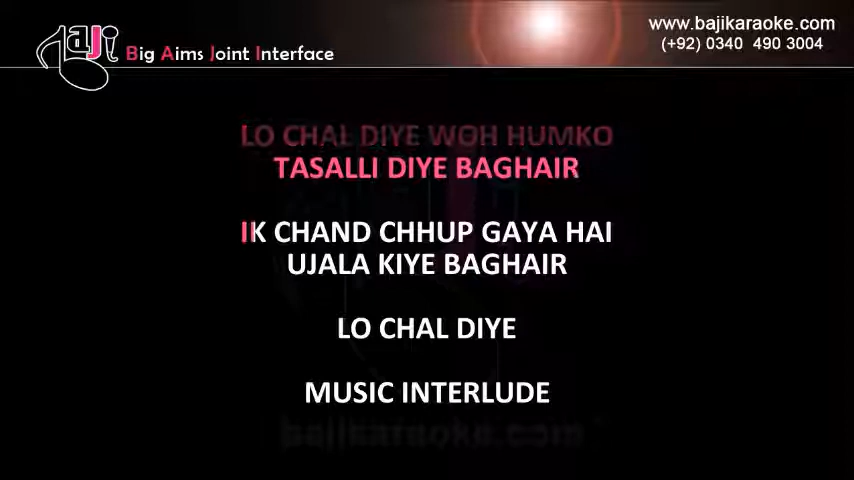 www.bajikaraoke.com
(+92) 0340 490 3004
BAJI
Big Aims Joint Interface
LO CHAL DIYE WOH HUMKO
TASALLI DIYE BAGHAIR
IK CHAND CHHUP GAYA HAI
UJALA KIYE BAGHAIR
LO CHAL DIYE
MUSIC INTERLUDE
bajikaraoke.com